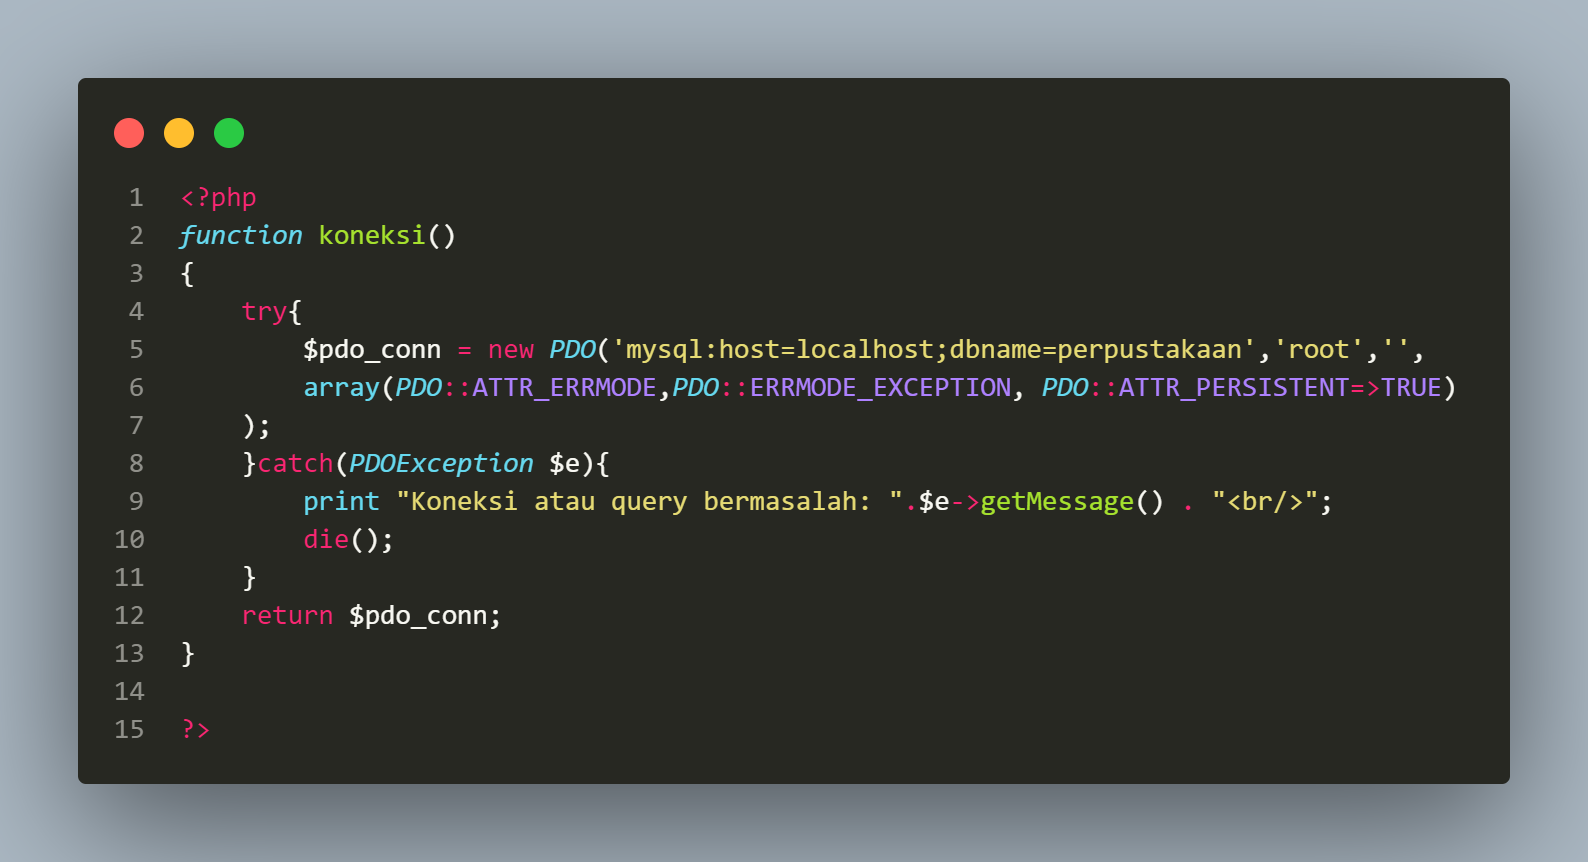 1 <?php
2 function koneksi()
3 {
4     try{
5         $pdo_conn = new PDO('mysql:host=localhost;dbname=perpustakaan','root','',
6         array(PDO::ATTR_ERRMODE,PDO::ERRMODE_EXCEPTION, PDO::ATTR_PERSISTENT=>TRUE)
7     );
8     }catch(PDOException $e){
9         print "Koneksi atau query bermasalah: ".$e->getMessage() . "<br/>";
10         die();
11     }
12     return $pdo_conn;
13 }
14
15 ?>